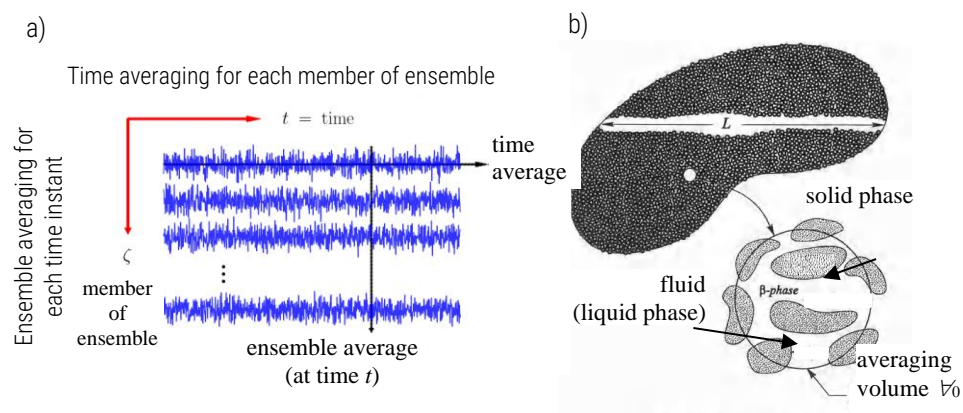 a)
Time averaging for each member of ensemble
Ensemble averaging for
each time instant
t = time
ζ
member
of
ensemble
⋮
time
average
ensemble average
(at time t)
b)
L
solid phase
fluid
(liquid phase)
β-phase
averaging
volume ∀0